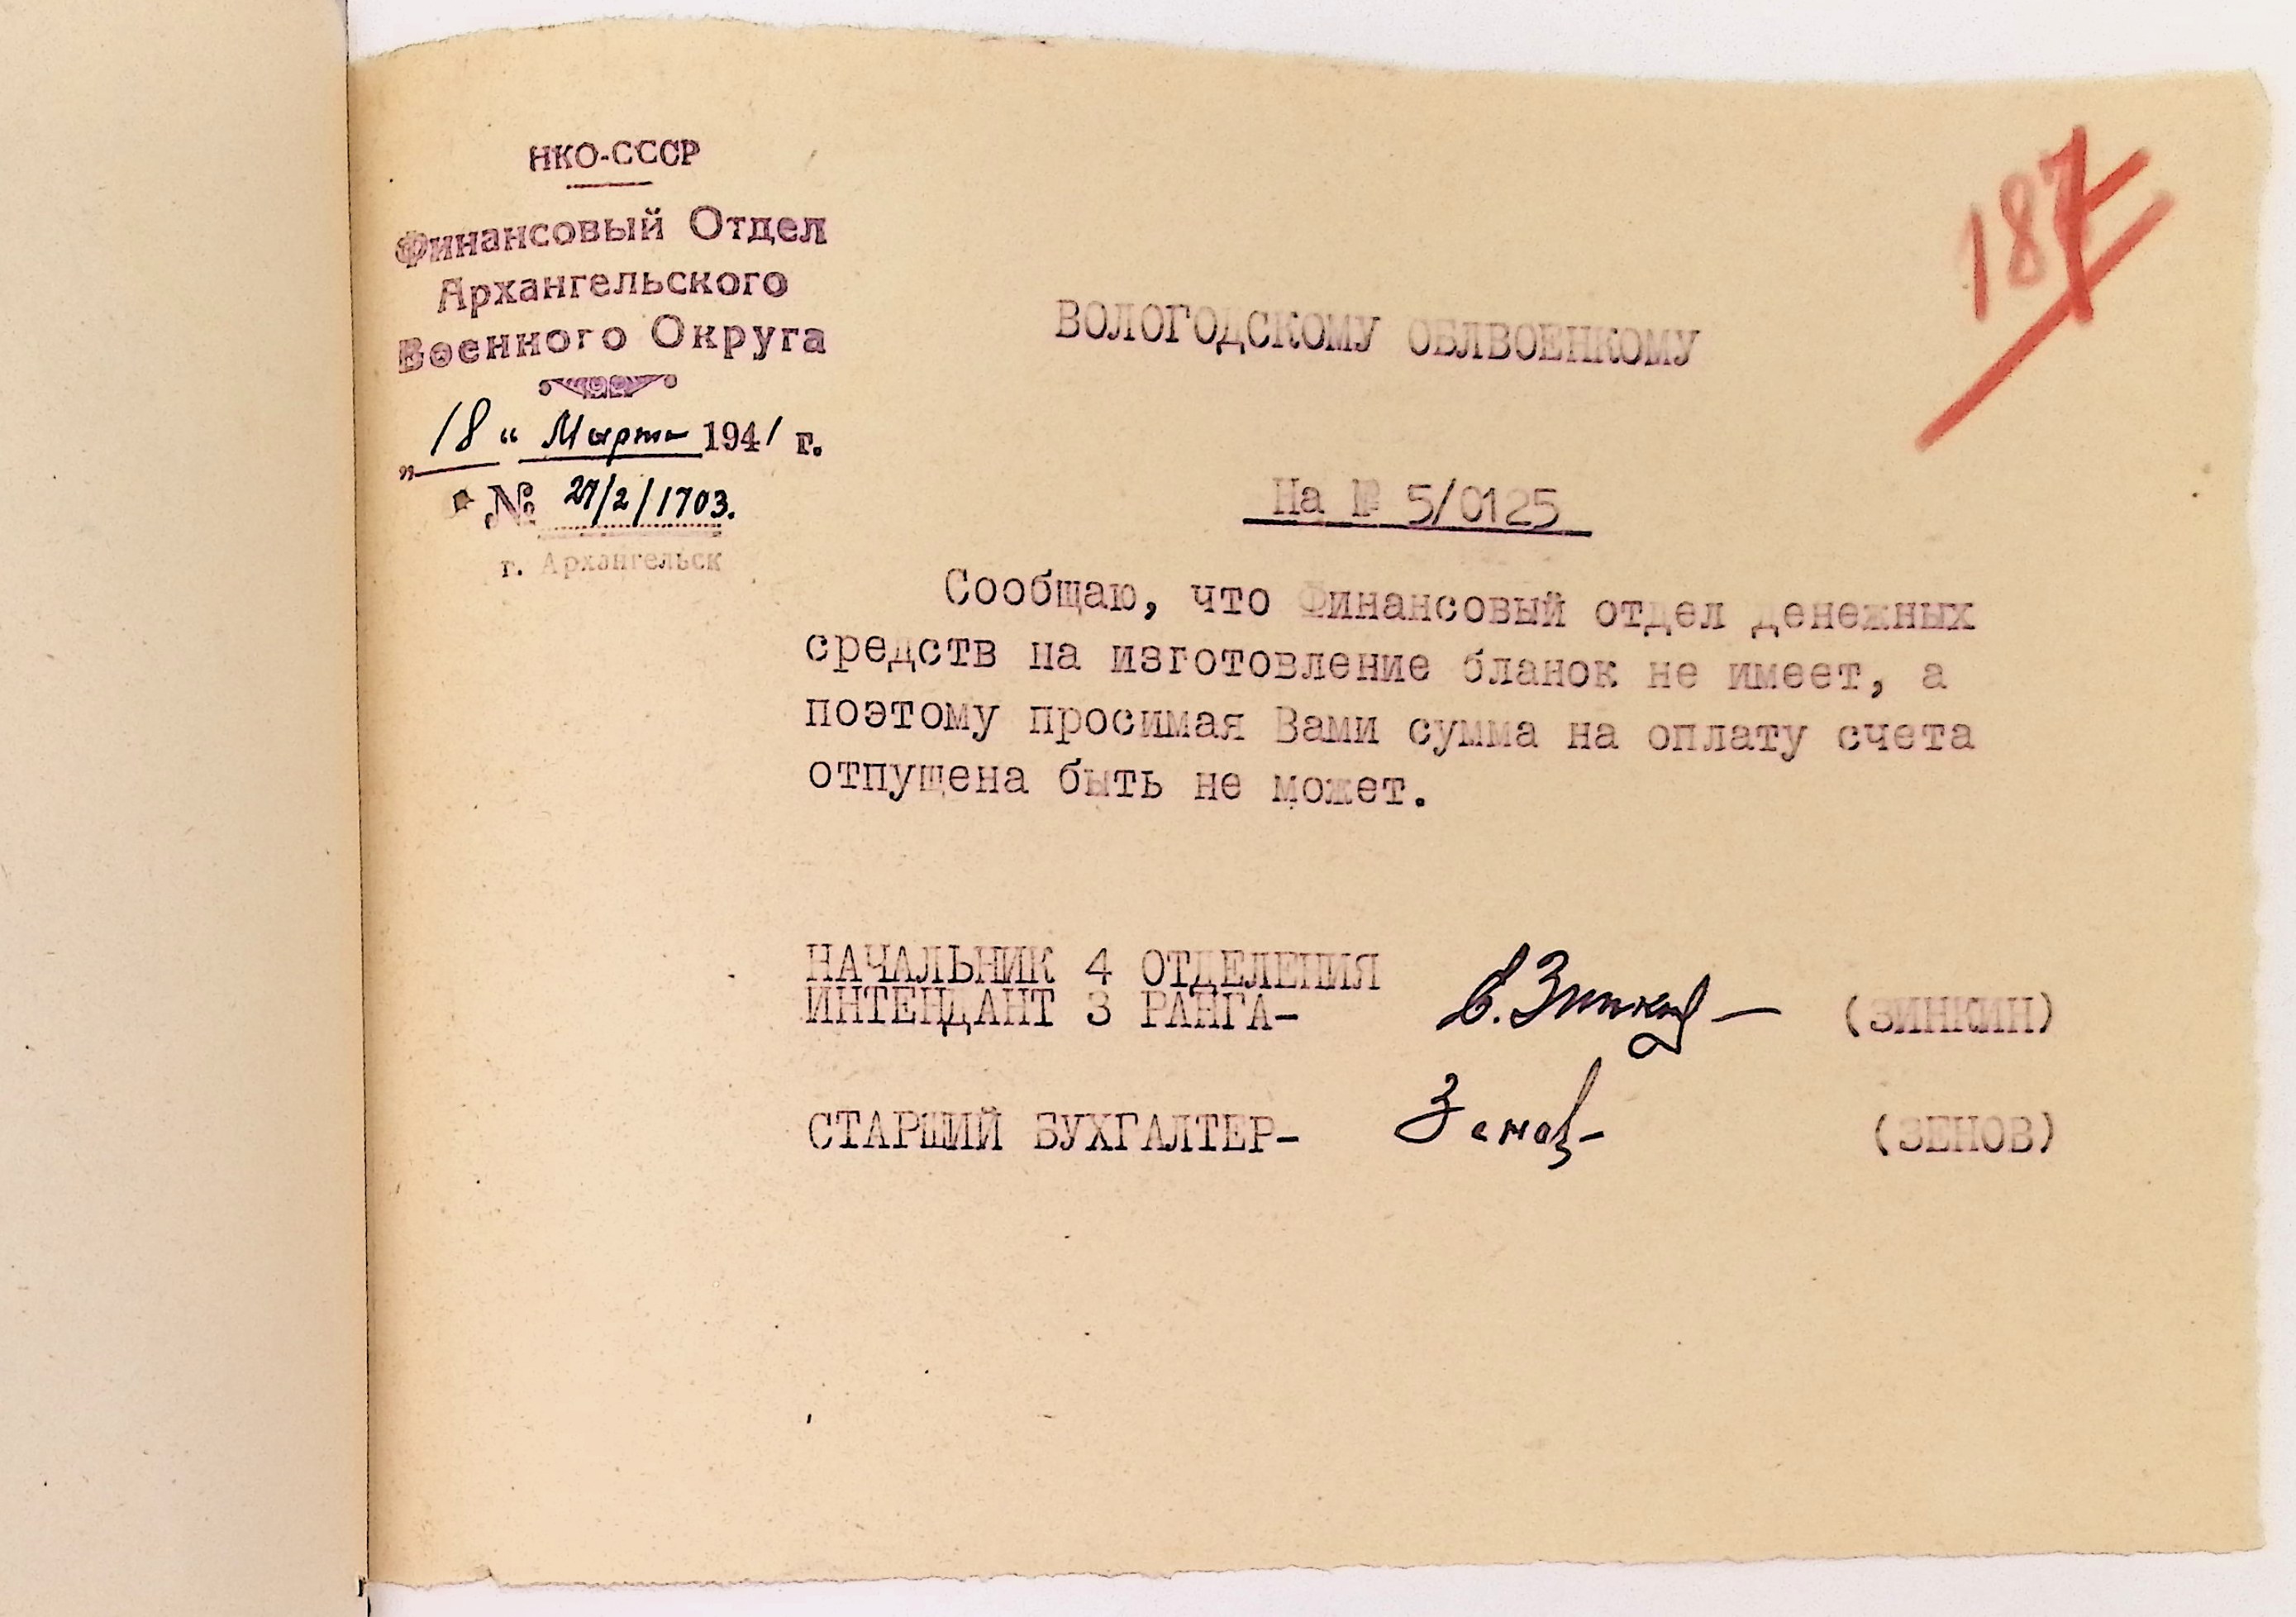 НКО-СССР
Финансовый Отдел
Архангельского
Военного Округа
„18“ Марта 1941 г.
№ 27/2/1703.
г. Архангельск
187
ВОЛОГОДСКОМУ ОБЛВОЕНКОМУ
На № 5/0125
Сообщаю, что Финансовый отдел денежных
средств на изготовление бланок не имеет, а
поэтому просимая Вами сумма на оплату счета
отпущена быть не может.
НАЧАЛЬНИК 4 ОТДЕЛЕНИЯ
ИНТЕНДАНТ 3 РАНГА- В. Зинкин (ЗИНКИН)
СТАРШИЙ БУХГАЛТЕР- Зенов (ЗЕНОВ)